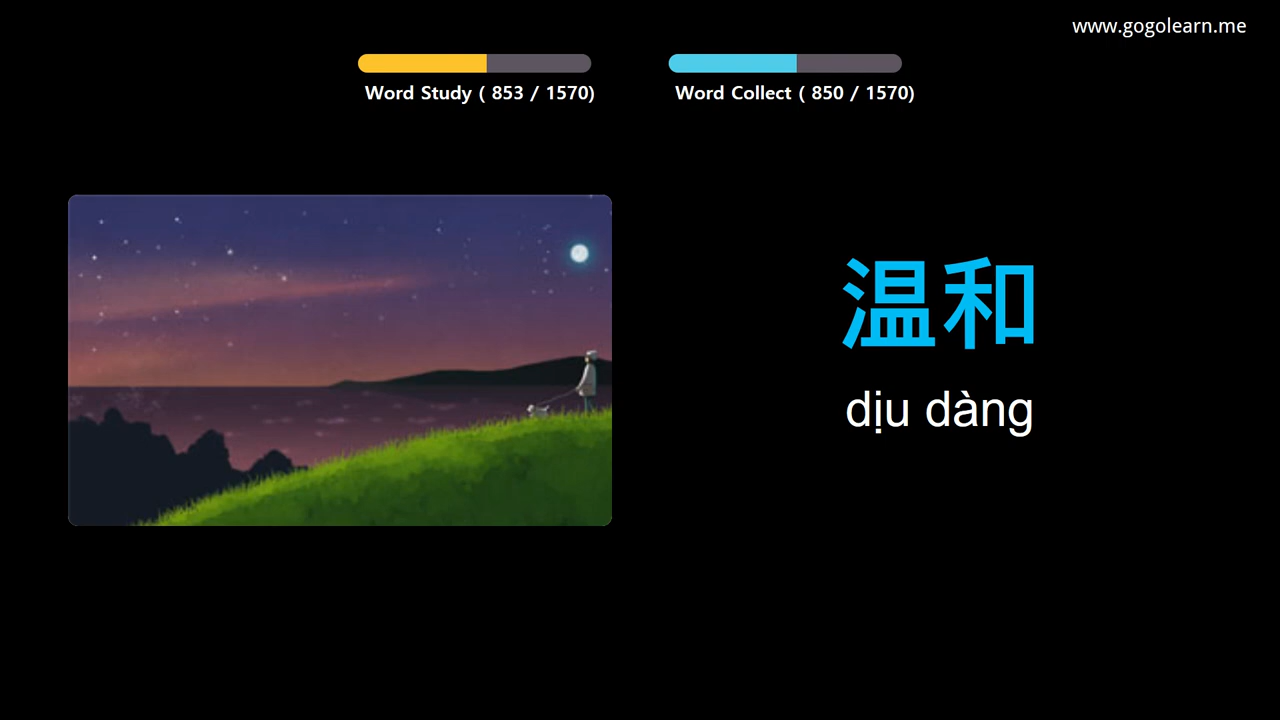 www.gogolearn.me
Word Study ( 853 / 1570)
Word Collect ( 850 / 1570)
温和
dịu dàng